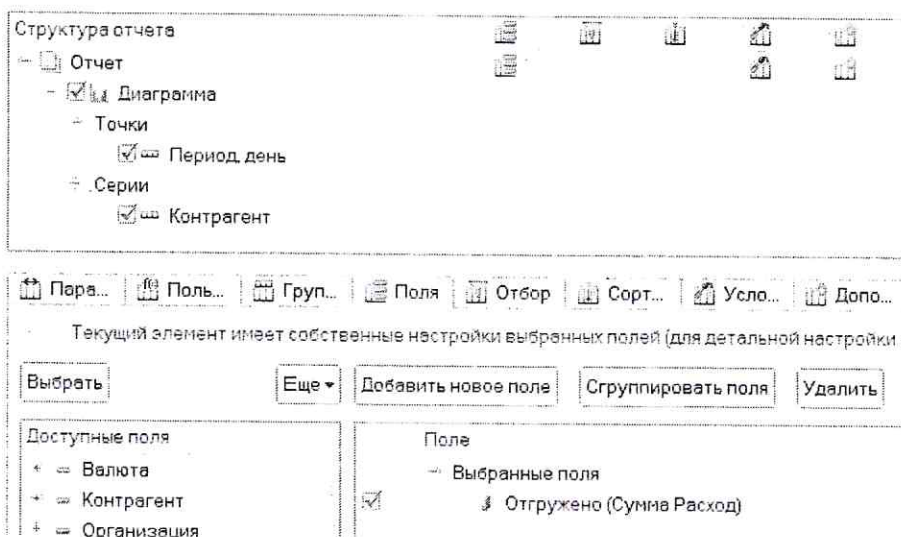 Структура отчета
Отчет
Диаграмма
Точки
Период, день
Серии
Контрагент
Пара... Поль... Груп... Поля Отбор Сорт... Усло... Допо...
Текущий элемент имеет собственные настройки выбранных полей (для детальной настройки
Выбрать Еще Добавить новое поле Сгруппировать поля Удалить
Доступные поля Поле
Валюта Выбранные поля
Контрагент Отгружено (Сумма Расход)
Организация